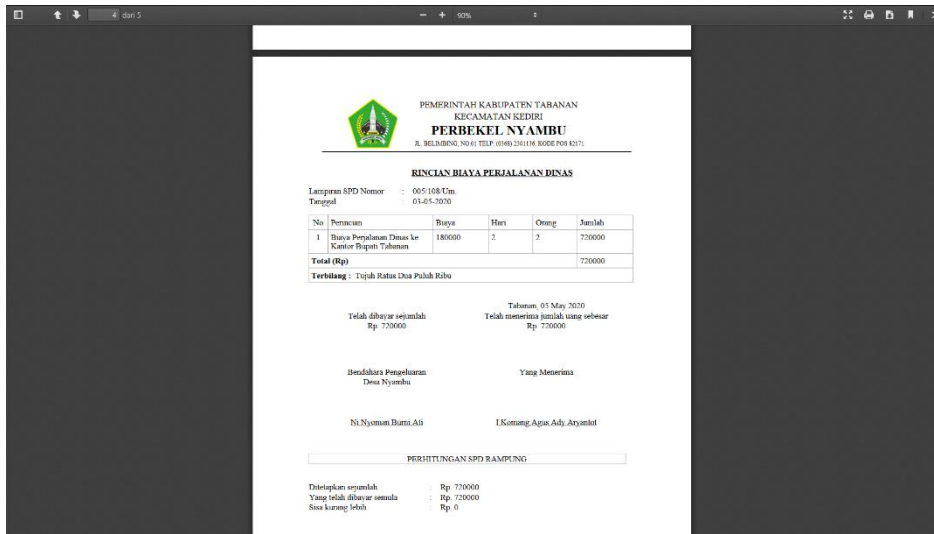 4 dari 5
90%
PEMERINTAH KABUPATEN TABANAN
KECAMATAN KEDIRI
PERBEKEL NYAMBU
JL. BELIMBING, NO.01 TELP. (0368) 2301136, KODE POS 82171
RINCIAN BIAYA PERJALANAN DINAS
Lampiran SPD Nomor : 005/108/Um.
Tanggal : 03-05-2020
No Perincian Biaya Hari Orang Jumlah
1 Biaya Perjalanan Dinas ke 180000 2 2 720000
Kantor Bupati Tabanan
Total (Rp) 720000
Terbilang : Tujuh Ratus Dua Puluh Ribu
Tabanan, 05 May 2020
Telah dibayar sejumlah Telah menerima jumlah uang sebesar
Rp. 720000 Rp. 720000
Bendahara Pengeluaran Yang Menerima
Desa Nyambu
Ni Nyoman Burni Ati I Komang Agus Ady Aryantot
PERHITUNGAN SPD RAMPUNG
Ditetapkan sejumlah : Rp. 720000
Yang telah dibayar semula : Rp. 720000
Sisa kurang lebih : Rp. 0